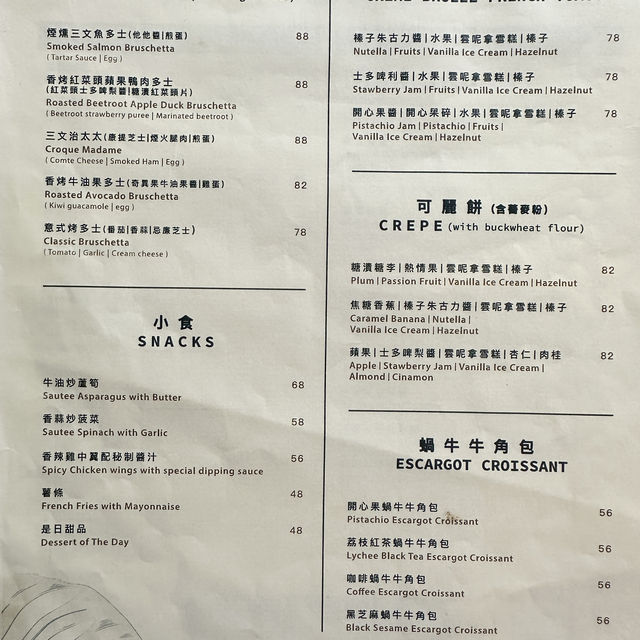 煙燻三文魚多士(他他醬|煎蛋) 88
Smoked Salmon Bruschetta
( Tartar Sauce | Egg )
香烤紅菜頭蘋果鴨肉多士 88
(紅菜頭士多啤梨醬|糖漬紅菜頭片)
Roasted Beetroot Apple Duck Bruschetta
( Beetroot strawberry puree | Marinated beetroot )
三文治太太(康提芝士|煙火腿肉|煎蛋) 88
Croque Madame
( Comte Cheese | Smoked Ham | Egg )
香烤牛油果多士(奇異果牛油果醬|雞蛋) 82
Roasted Avocado Bruschetta
( Kiwi guacamole | egg )
意式烤多士(番茄|香蒜|忌廉芝士) 78
Classic Bruschetta
( Tomato | Garlic | Cream cheese )
小食
SNACKS
牛油炒蘆筍 68
Sautee Asparagus with Butter
香蒜炒菠菜 58
Sautee Spinach with Garlic
香辣雞中翼配秘制醬汁 56
Spicy Chicken wings with special dipping sauce
薯條 48
French Fries with Mayonnaise
是日甜品 48
Dessert of The Day
榛子朱古力醬|水果|雲呢拿雪糕|榛子 78
Nutella | Fruits | Vanilla Ice Cream | Hazelnut
士多啤利醬|水果|雲呢拿雪糕|榛子 78
Stawberry Jam | Fruits | Vanilla Ice Cream | Hazelnut
開心果醬|開心杲碎|水果|雲呢拿雪糕|榛子 78
Pistachio Jam | Pistachio | Fruits |
Vanilla Ice Cream | Hazelnut
可麗餅(含蕎麥粉)
CREPE (with buckwheat flour)
糖漬糖李|熱情果|雲呢拿雪糕|榛子 82
Plum | Passion Fruit | Vanilla Ice Cream | Hazelnut
焦糖香蕉|榛子朱古力醬|雲呢拿雪糕|榛子 82
Caramel Banana | Nutella |
Vanilla Ice Cream | Hazelnut
蘋果|士多啤梨醬|雲呢拿雪糕|杏仁|肉桂 82
Apple | Stawberry Jam | Vanilla Ice Cream |
Almond | Cinamon
蝸牛牛角包
ESCARGOT CROISSANT
開心果蝸牛牛角包 56
Pistachio Escargot Croissant
荔枝紅茶蝸牛牛角包 56
Lychee Black Tea Escargot Croissant
咖啡蝸牛牛角包 56
Coffee Escargot Croissant
黑芝麻蝸牛牛角包 56
Black Sesame Escargot Croissant